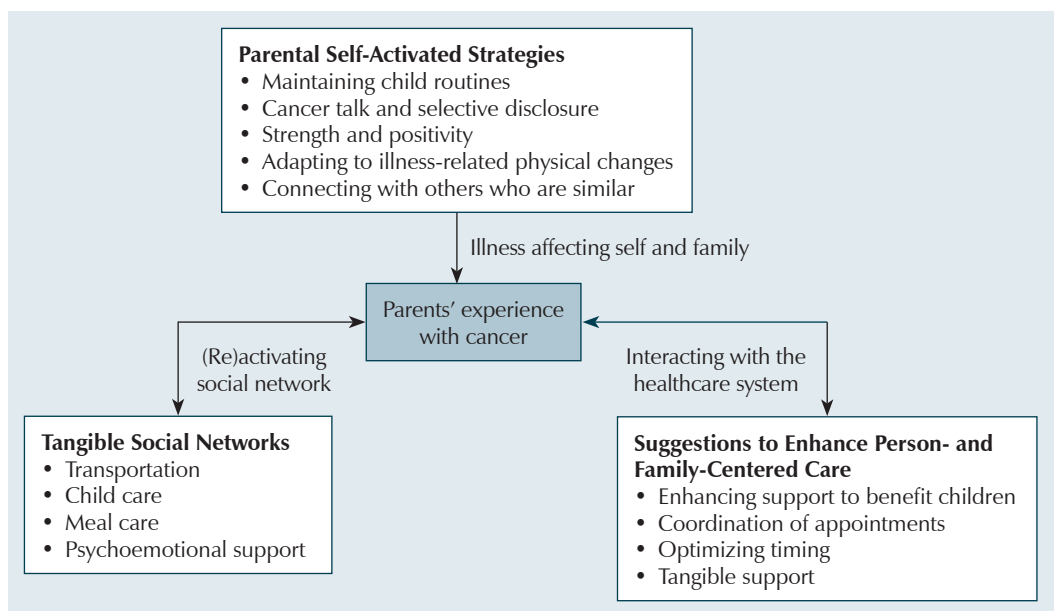 Parental Self-Activated Strategies
• Maintaining child routines
• Cancer talk and selective disclosure
• Strength and positivity
• Adapting to illness-related physical changes
• Connecting with others who are similar
Illness affecting self and family
Parents’ experience
with cancer
(Re)activating
social network
Interacting with the
healthcare system
Tangible Social Networks
• Transportation
• Child care
• Meal care
• Psychoemotional support
Suggestions to Enhance Person- and
Family-Centered Care
• Enhancing support to benefit children
• Coordination of appointments
• Optimizing timing
• Tangible support